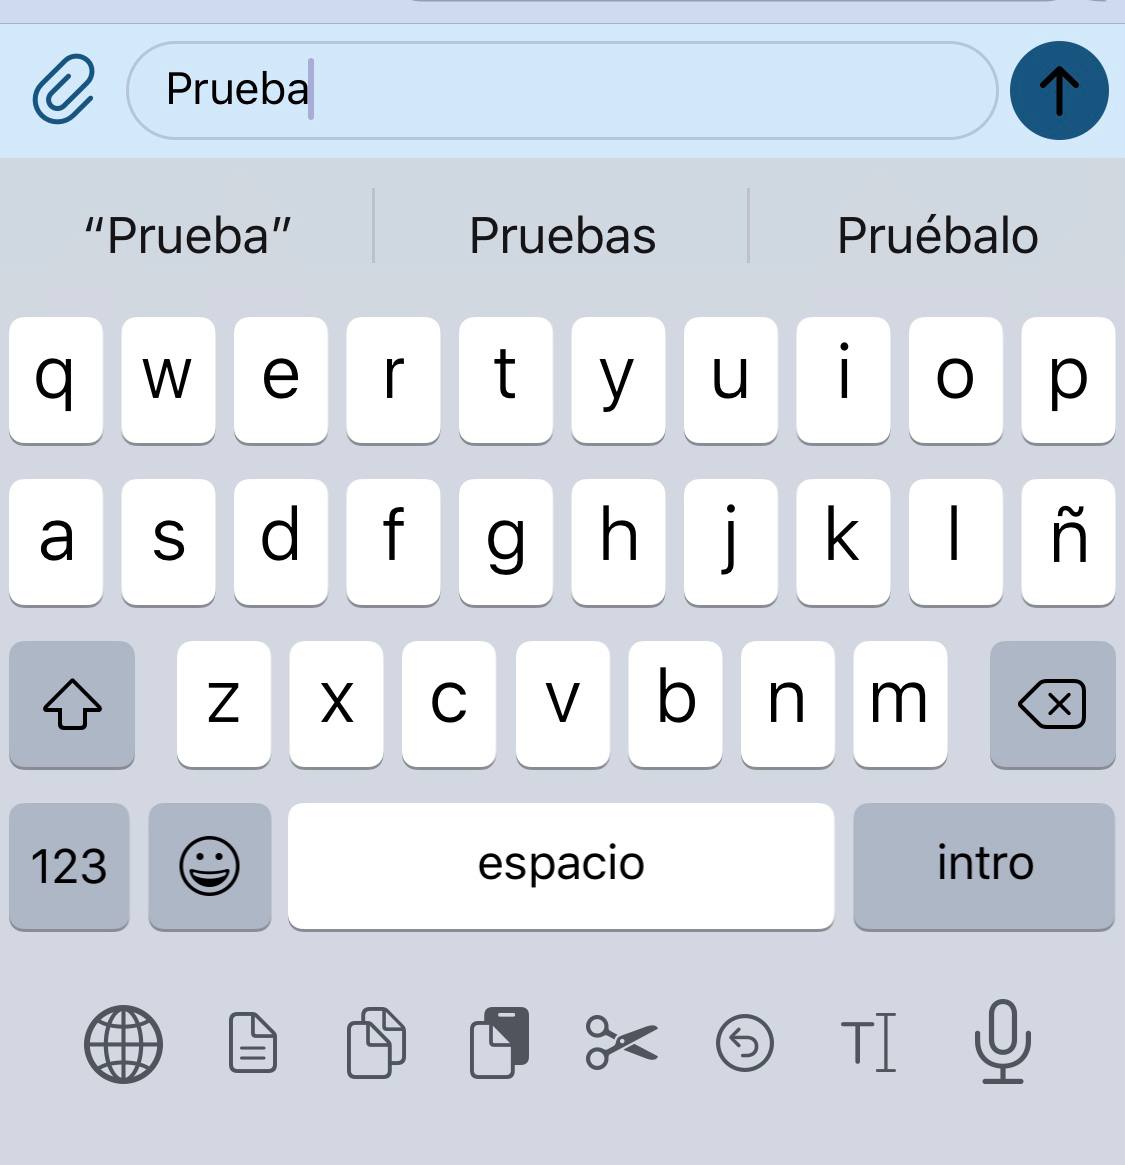 Prueba
“Prueba” Pruebas Pruébalo
q w e r t y u i o p
a s d f g h j k l ñ
z x c v b n m
123 espacio intro